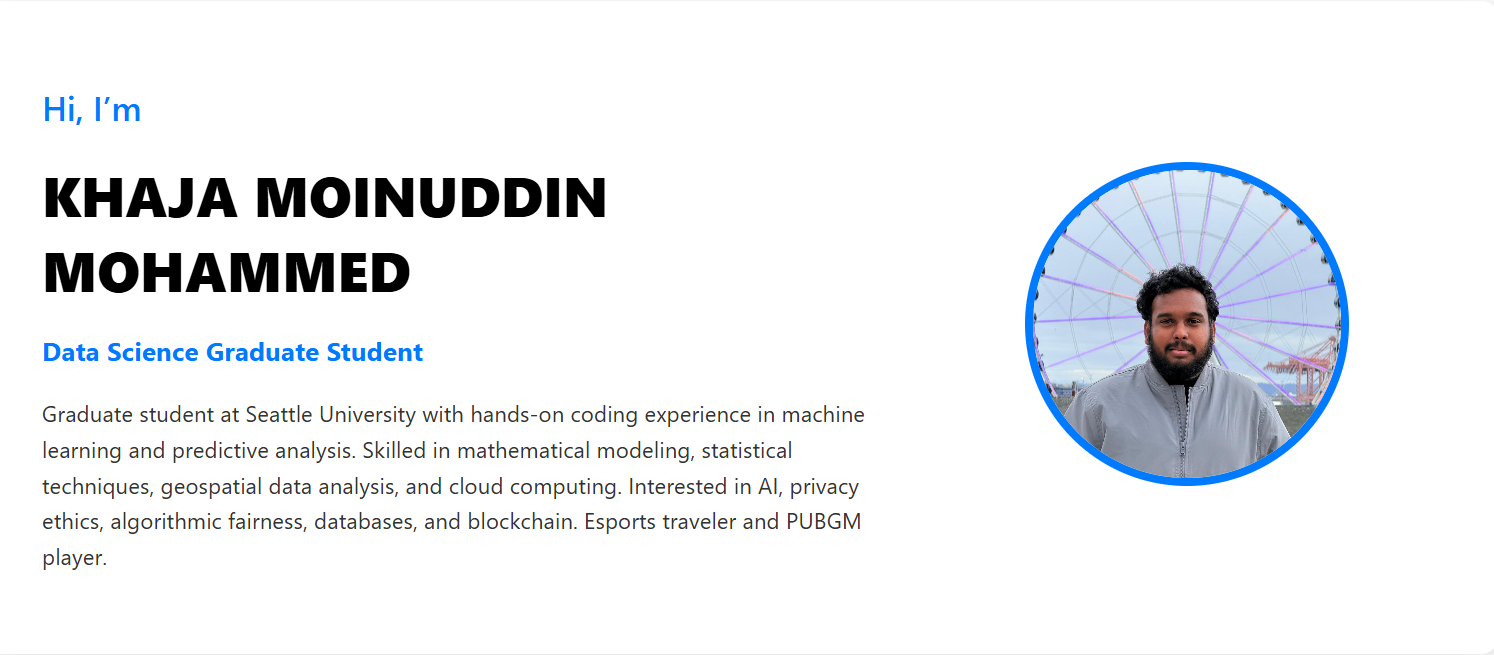 Hi, I’m
KHAJA MOINUDDIN
MOHAMMED
Data Science Graduate Student
Graduate student at Seattle University with hands-on coding experience in machine
learning and predictive analysis. Skilled in mathematical modeling, statistical
techniques, geospatial data analysis, and cloud computing. Interested in AI, privacy
ethics, algorithmic fairness, databases, and blockchain. Esports traveler and PUBGM
player.